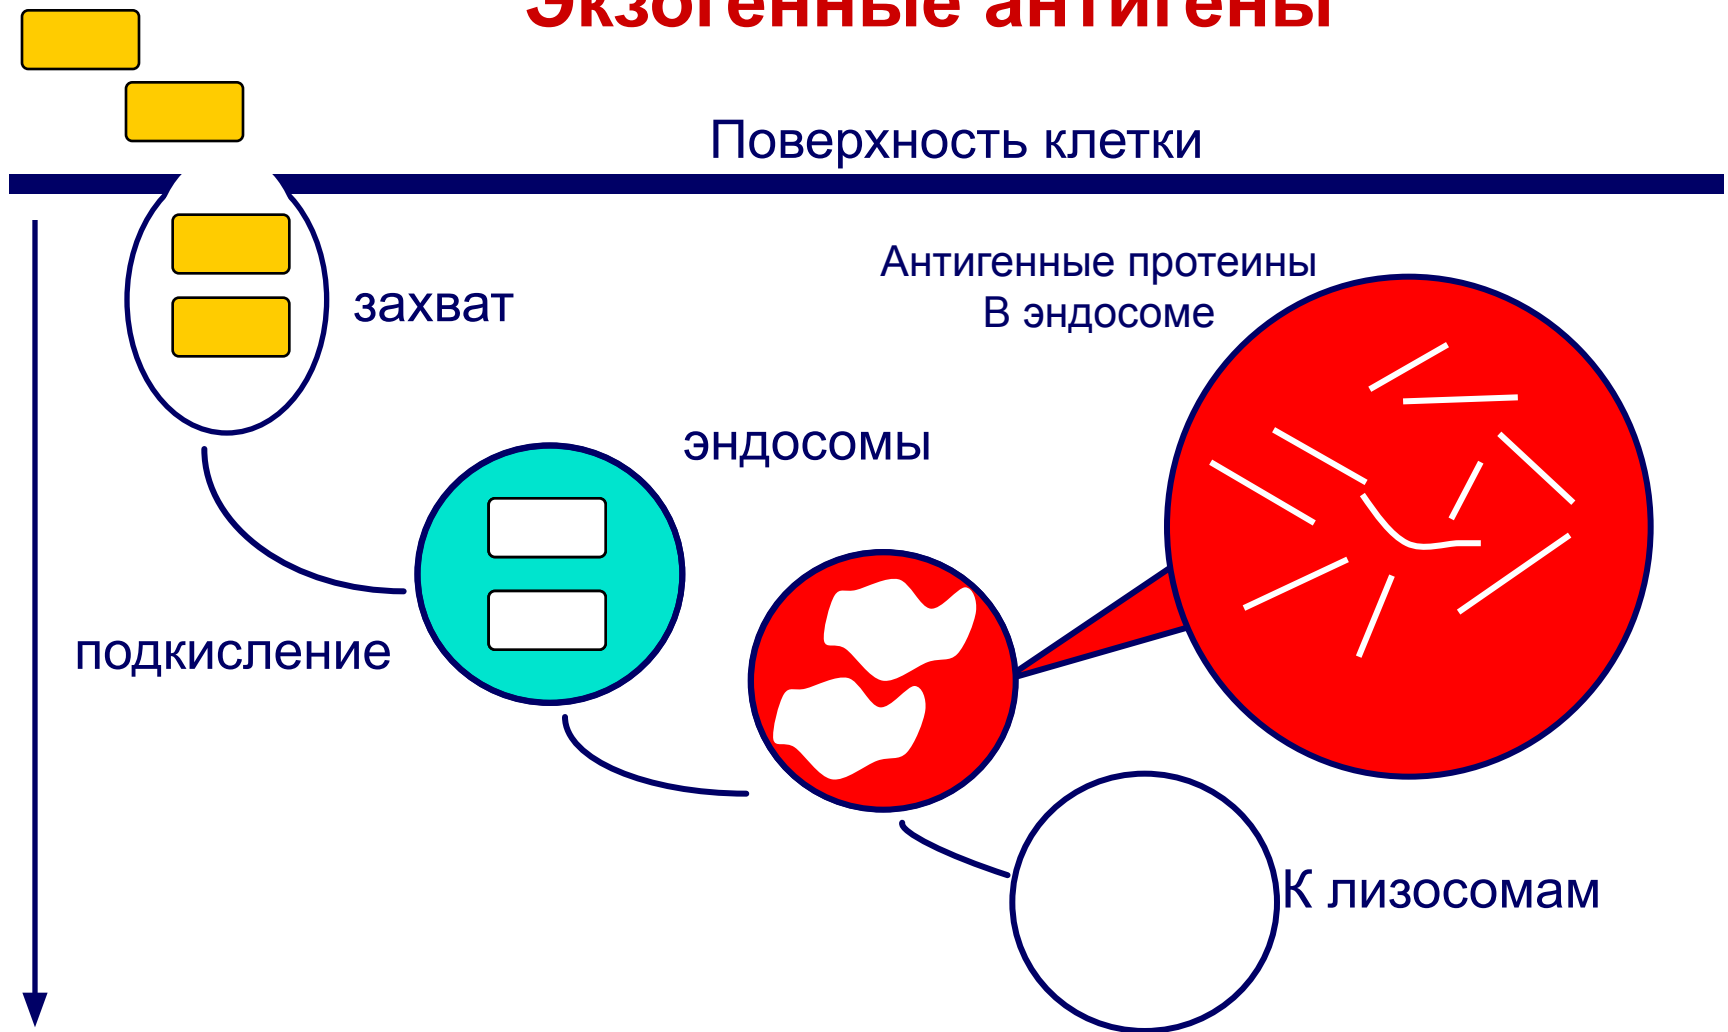 Экзогенные антигены
Поверхность клетки
Антигенные протеины
В эндосоме
захват
эндосомы
подкисление
К лизосомам